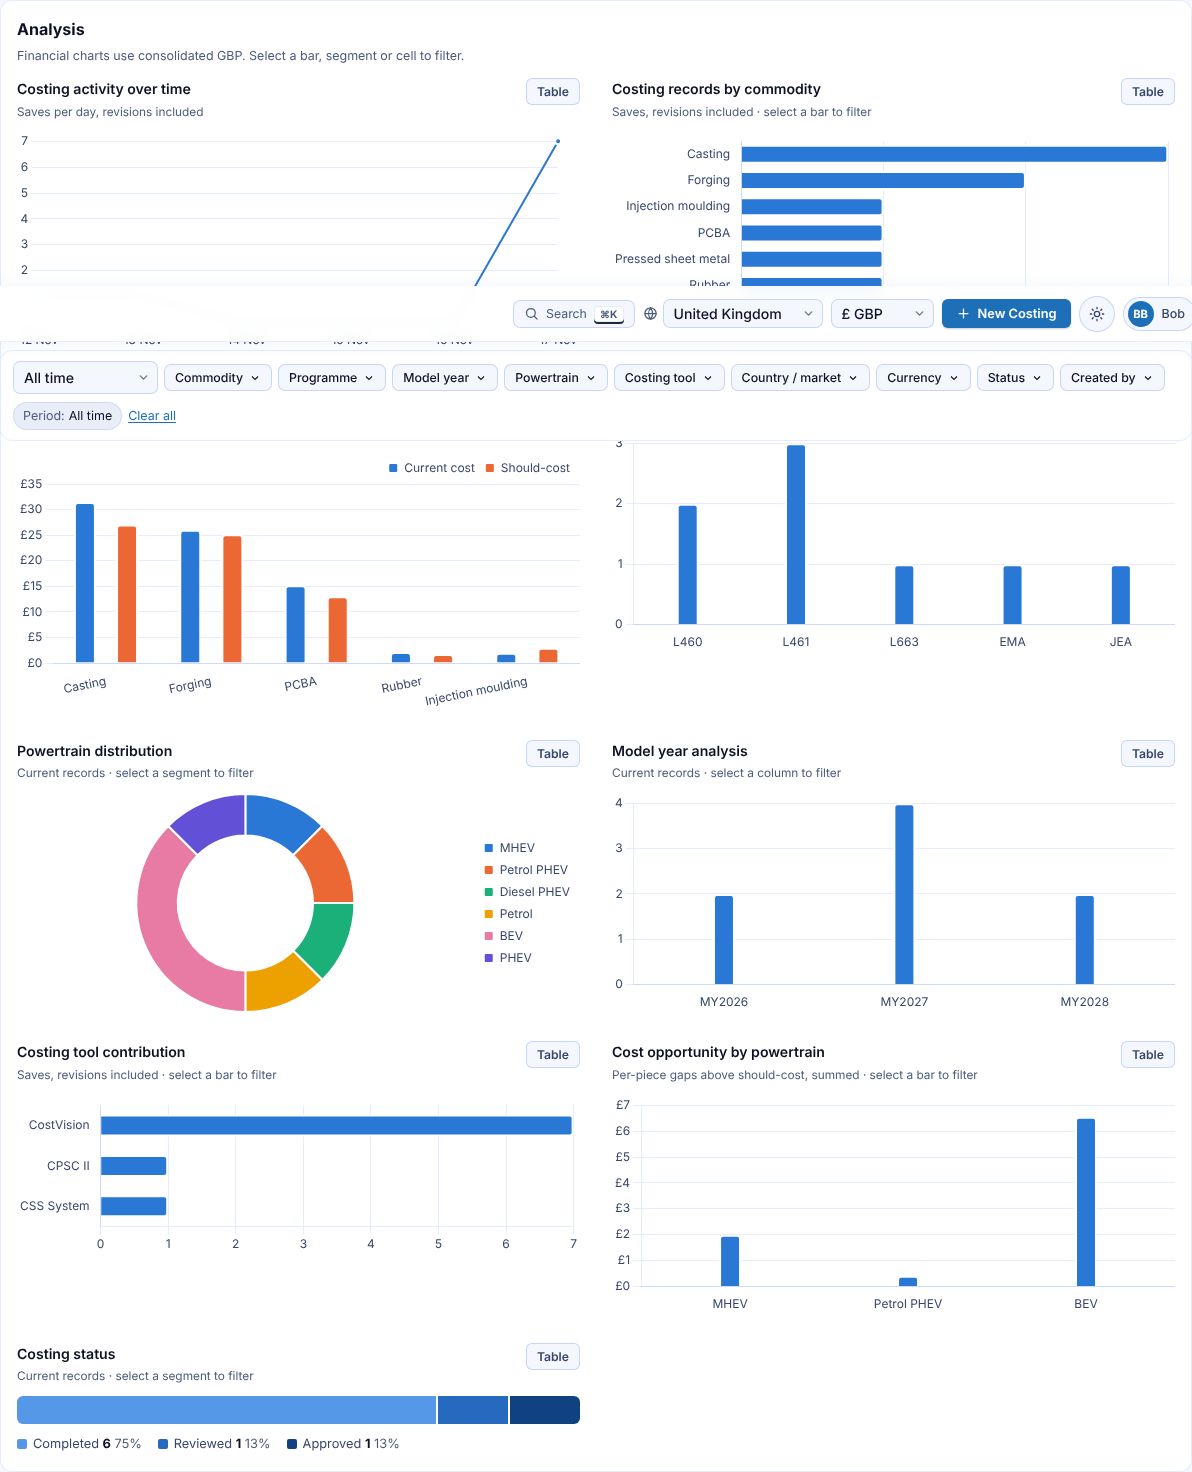 Analysis
Financial charts use consolidated GBP. Select a bar, segment or cell to filter.
Costing activity over time
Table
Saves per day, revisions included
7
6
5
4
3
2
Costing records by commodity
Table
Saves, revisions included · select a bar to filter
Casting
Forging
Injection moulding
PCBA
Pressed sheet metal
Rubber
Search ⌘K
United Kingdom
£ GBP
+ New Costing
BB Bob
All time
Commodity
Programme
Model year
Powertrain
Costing tool
Country / market
Currency
Status
Created by
Period: All time
Clear all
Current cost
Should-cost
£35
£30
£25
£20
£15
£10
£5
£0
Casting
Forging
PCBA
Rubber
Injection moulding
3
2
1
0
L460
L461
L663
EMA
JEA
Powertrain distribution
Table
Current records · select a segment to filter
MHEV
Petrol PHEV
Diesel PHEV
Petrol
BEV
PHEV
Model year analysis
Table
Current records · select a column to filter
4
3
2
1
0
MY2026
MY2027
MY2028
Costing tool contribution
Table
Saves, revisions included · select a bar to filter
CostVision
CPSC II
CSS System
0
1
2
3
4
5
6
7
Cost opportunity by powertrain
Table
Per-piece gaps above should-cost, summed · select a bar to filter
£7
£6
£5
£4
£3
£2
£1
£0
MHEV
Petrol PHEV
BEV
Costing status
Table
Current records · select a segment to filter
Completed 6 75%
Reviewed 1 13%
Approved 1 13%